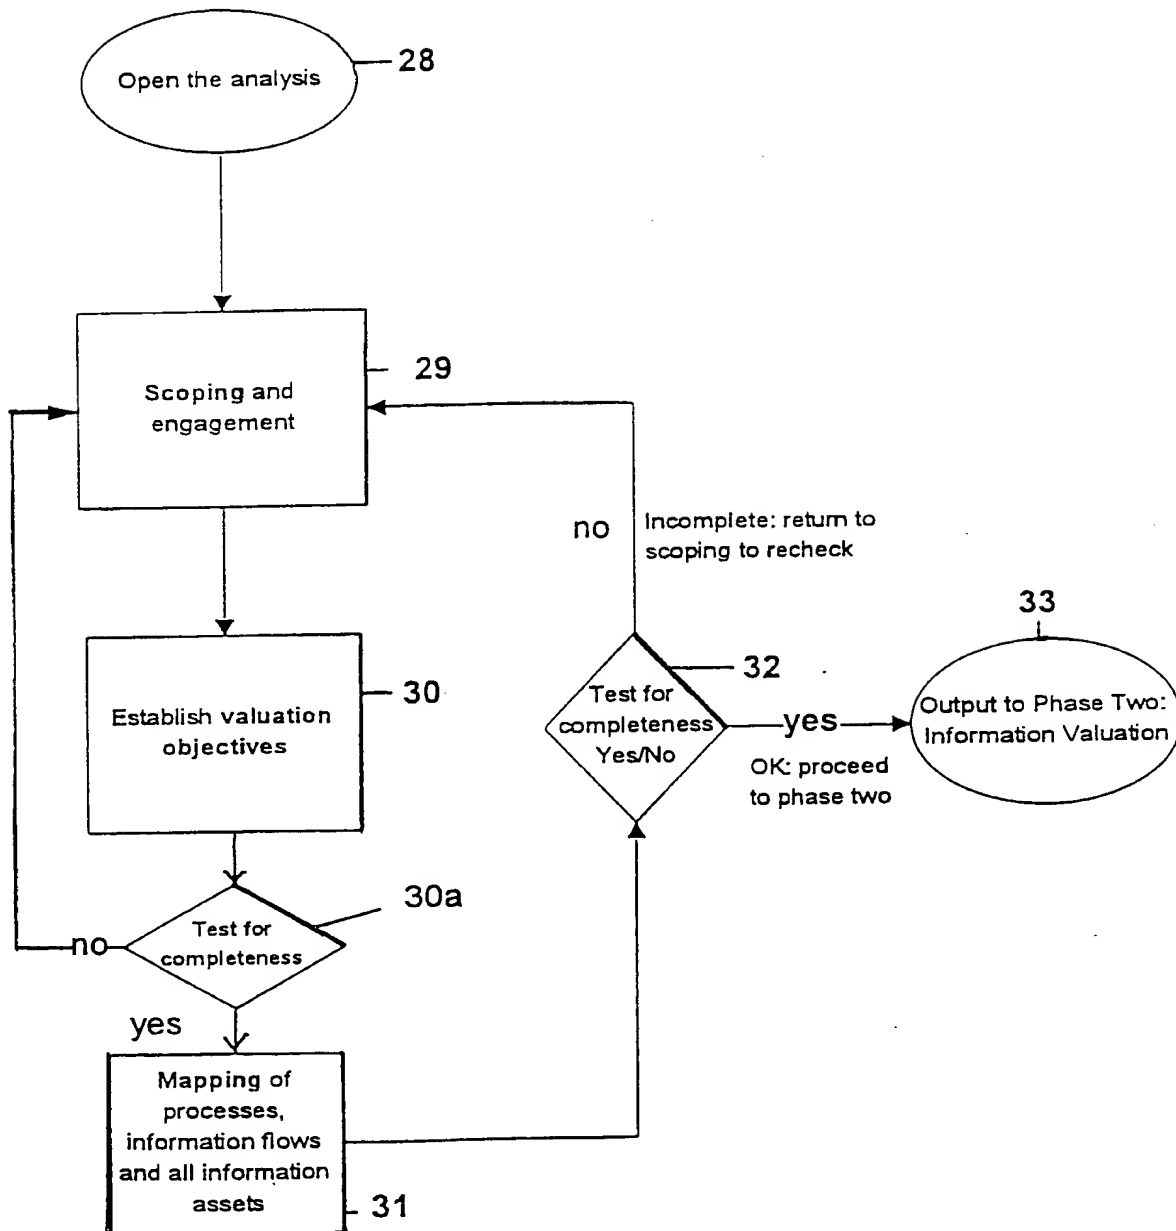 Open the analysis
28
Scoping and
engagement
29
no
Incomplete: return to
scoping to recheck
Establish valuation
objectives
30
Test for
completeness
Yes/No
32
yes
OK: proceed
to phase two
33
Output to Phase Two:
Information Valuation
Test for
completeness
30a
no
yes
Mapping of
processes,
information flows
and all information
assets
31